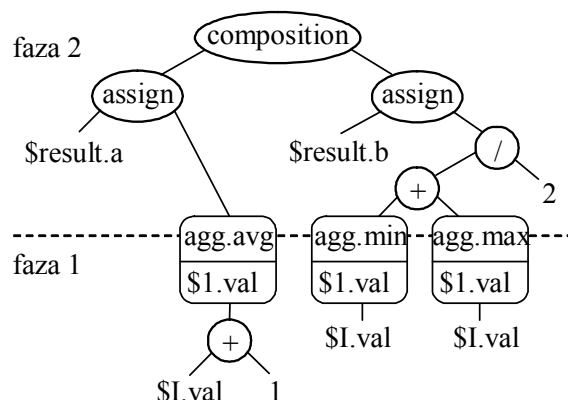 composition
faza 2
assign
assign
$result.a
$result.b
/
+
2
agg.avg
agg.min
agg.max
faza 1
$1.val
$1.val
$1.val
+
$I.val
$I.val
$I.val
1